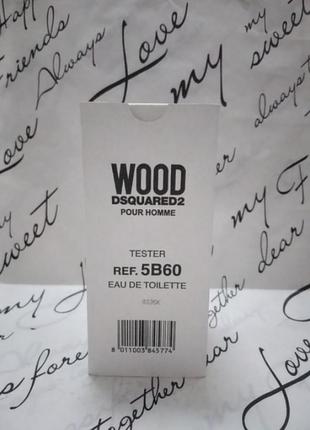 WOOD
DSQUARED2
POUR HOMME
TESTER
REF. 5B60
EAU DE TOILETTE
8 011003 845774
Happy
friends
Always
Love
my
my sweet
sweet
Love
together
dear
my
Love
together
dear